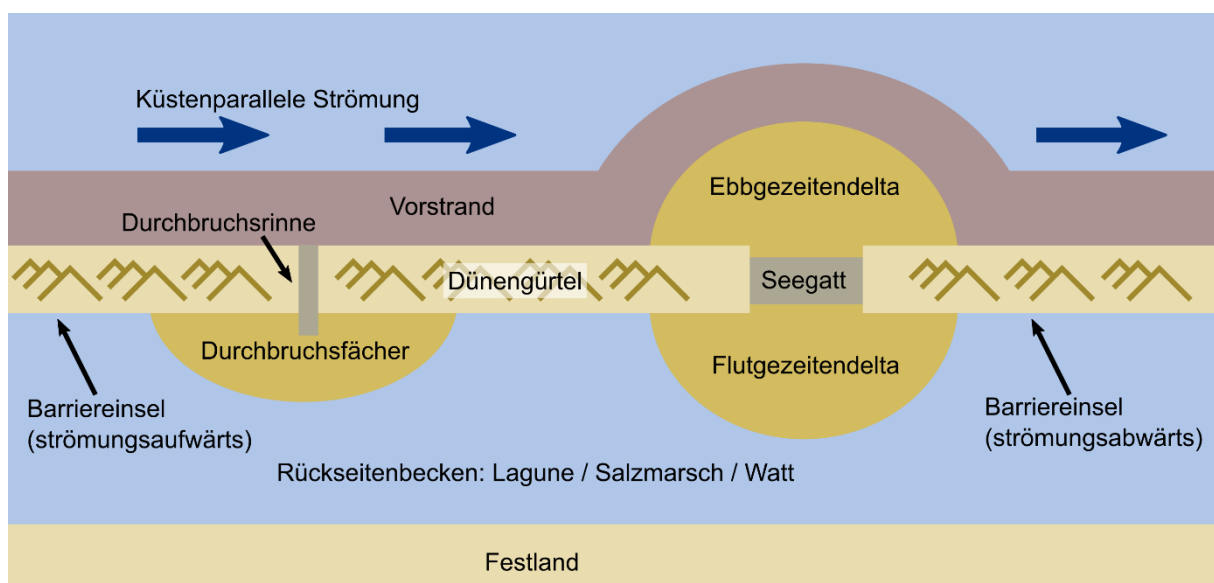 Küstenparallele Strömung
Ebbgezeitendelta
Vorstrand
Durchbruchsrinne
Dünengürtel
Seegatt
Durchbruchsfächer
Flutgezeitendelta
Barriereinsel
(strömungsaufwärts)
Barriereinsel
(strömungsabwärts)
Rückseitenbecken: Lagune / Salzmarsch / Watt
Festland